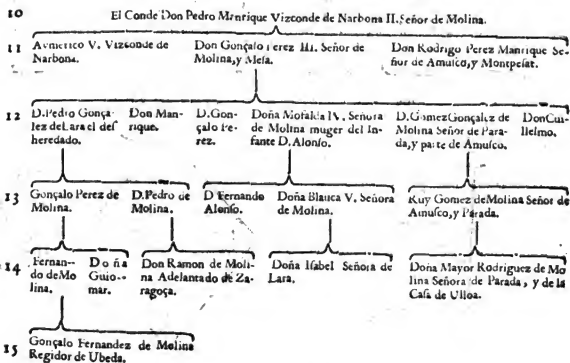 10 El Conde Don Pedro Manrique Vizconde de Narbona II. Señor de Molina.
11 Aymerico V. Vizconde de Narbona.
Don Gonçalo Perez III. Señor de Molina, y Mesa.
Don Rodrigo Perez Manrique Señor de Amusco, y Montpesat.
12 D. Pedro Gonçalez de Lara el desheredado.
Don Manrique.
D. Gonçalo Perez.
Doña Mofalda IV. Señora de Molina muger del Infante D. Alonso.
D. Gomez Gonçalez de Molina Señor de Parada, y parte de Amusco.
Don Guillelmo.
13 Gonçalo Perez de Molina.
D. Pedro de Molina.
D Fernando Alonso.
Doña Blanca V. Señora de Molina.
Ruy Gomez de Molina Señor de Amusco, y Parada.
14 Fernando de Molina.
Doña Guiomar.
Don Ramon de Molina Adelantado de Zaragoça.
Doña Isabel Señora de Lara.
Doña Mayor Rodriguez de Molina Señora de Parada, y de la Casa de Ulloa.
15 Gonçalo Fernandez de Molina Regidor de Ubeda.